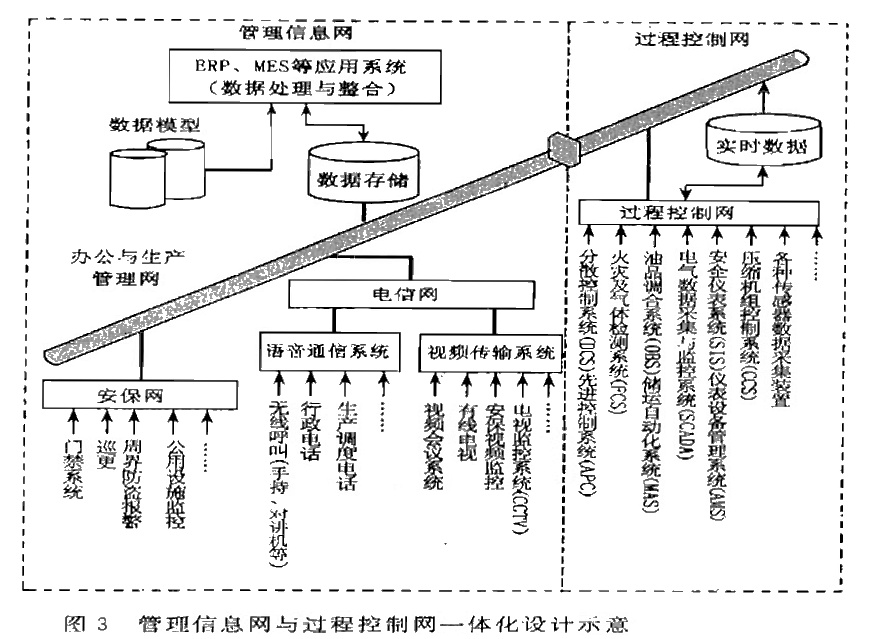 管理信息网
过程控制网
ERP、MES等应用系统
(数据处理与整合)
数据模型
数据存储
实时数据
过程控制网
办公与生产
管理网
电信网
语音通信系统
视频传输系统
安保网
门禁系统
巡更
周界防盗报警
公用设施监控
……
无线呼叫(手持、对讲机等)
行政电话
生产调度电话
……
视频会议系统
有线电视
安保视频监控
电视监控系统(CCTV)
……
分散控制系统(DCS)先进控制系统(APC)
火灾及气体检测系统(FGS)
油品调合系统(OBS)储运自动化系统(MAS)
电气数据采集与监控系统(SCADA)
安全仪表系统(SIS)仪表设备管理系统(AMS)
压缩机组控制系统(CCS)
各种传感器数据采集装置
……
图 3 管理信息网与过程控制网一体化设计示意